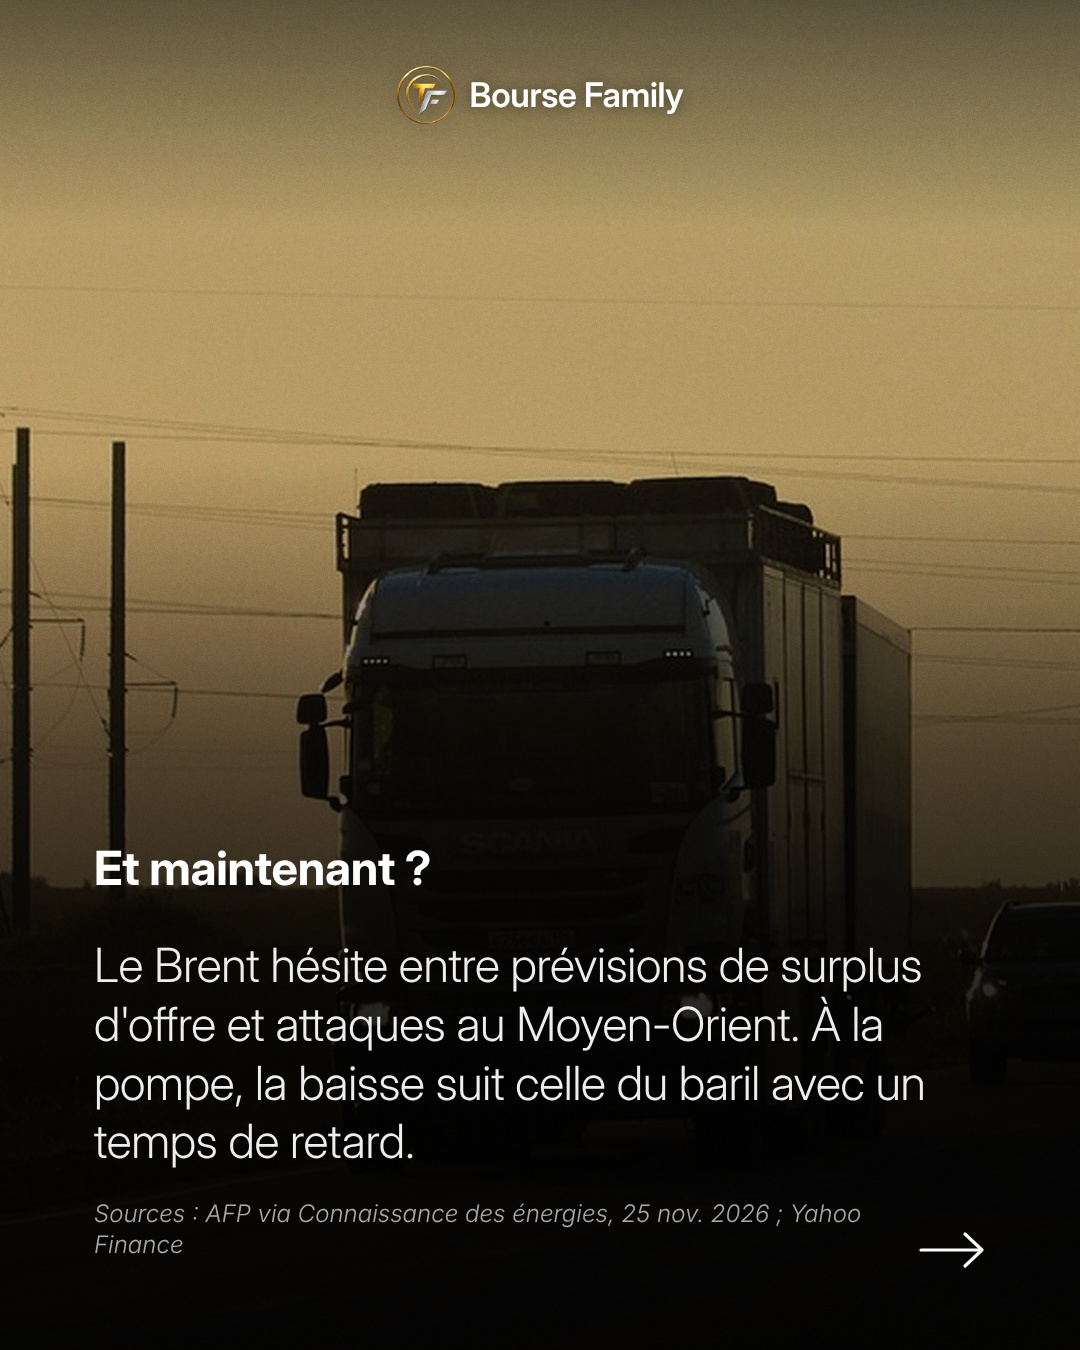 TF
Bourse Family
SCANIA
Et maintenant ?
Le Brent hésite entre prévisions de surplus
d'offre et attaques au Moyen-Orient. À la
pompe, la baisse suit celle du baril avec un
temps de retard.
Sources : AFP via Connaissance des énergies, 25 nov. 2026 ; Yahoo
Finance